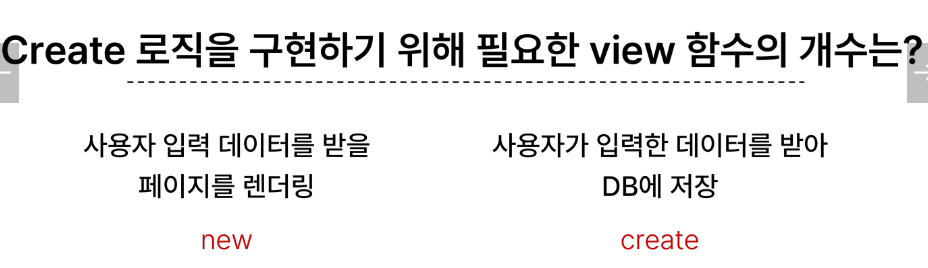 Create 로직을 구현하기 위해 필요한 view 함수의 개수는?
사용자 입력 데이터를 받을
페이지를 렌더링
new
사용자가 입력한 데이터를 받아
DB에 저장
create